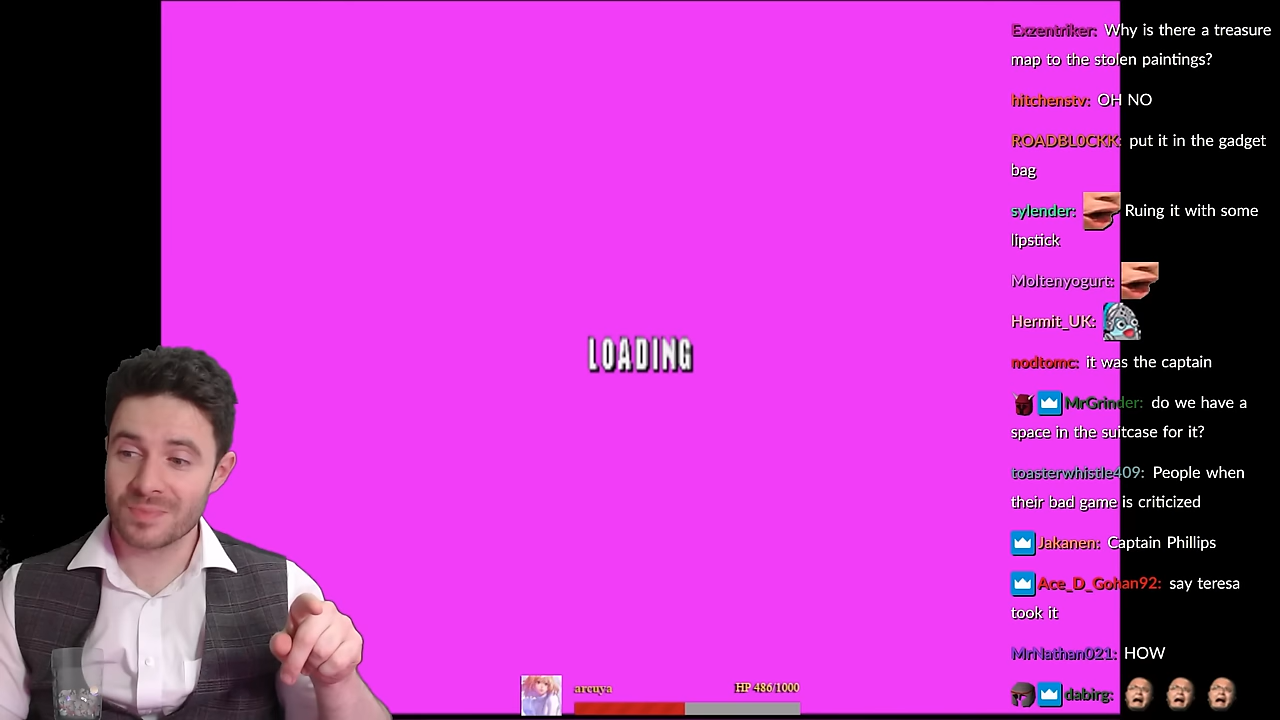 Exzentriker: Why is there a treasure
map to the stolen paintings?
hitchenstv: OH NO
ROADBL0CKK: put it in the gadget
bag
sylender: Ruing it with some
lipstick
Moltenyogurt:
Hermit_UK:
nodtomc: it was the captain
MrGrinder: do we have a
space in the suitcase for it?
toasterwhistle409: People when
their bad game is criticized
Jakanen: Captain Phillips
Ace_D_Gohan92: say teresa
took it
MrNathan021: HOW
dabirg:
LOADING
arcuya HP 486/1000